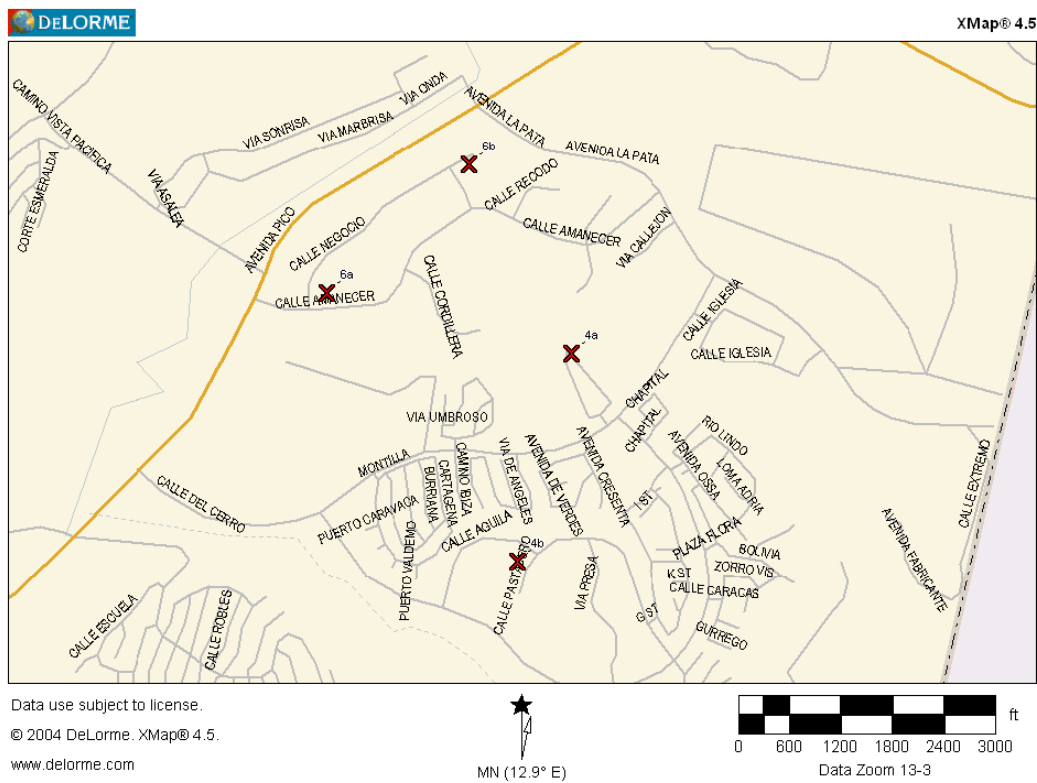 DELORME
XMap® 4.5
CAMINO VISTA PACIFICA
VIA ONDA
AVENIDA LA PATA
VIA SONRISA
VIA MARBRISA
AVENIDA LA PATA
6b
CORTE ESMERALDA
VIA ASALEA
CALLE RECODO
AVENIDA PICO
CALLE NEGOCIO
CALLE AMANECER
VIA CALLEJON
6a
CALLE AMANECER
CALLE CORDILLERA
CALLE IGLESIA
4a
CALLE IGLESIA
CHAPITAL
VIA UMBROSO
CHAPITAL
RIO LINDO
MONTILLA
BURRIANA
CARTAGENA
CAMINO IBIZA
VIA DE ANGELES
AVENIDA DE VERDES
AVENIDA CRESENTA
AVENIDA OSSA
LOMA ADRIA
CALLE EXTREMO
CALLE DEL CERRO
PUERTO CARAVACA
I ST
CALLE AGUILA
PUERTO VALDEMO
4b
PLAZA FLORA
BOLIVIA
AVENIDA FABRICANTE
CALLE PASTADERO
VIA PRESA
K ST
ZORRO VIS
CALLE CARACAS
CALLE ESCUELA
CALLE ROBLES
G ST
GURREGO
Data use subject to license.
© 2004 DeLorme. XMap® 4.5.
www.delorme.com
MN (12.9° E)
ft
0 600 1200 1800 2400 3000
Data Zoom 13-3